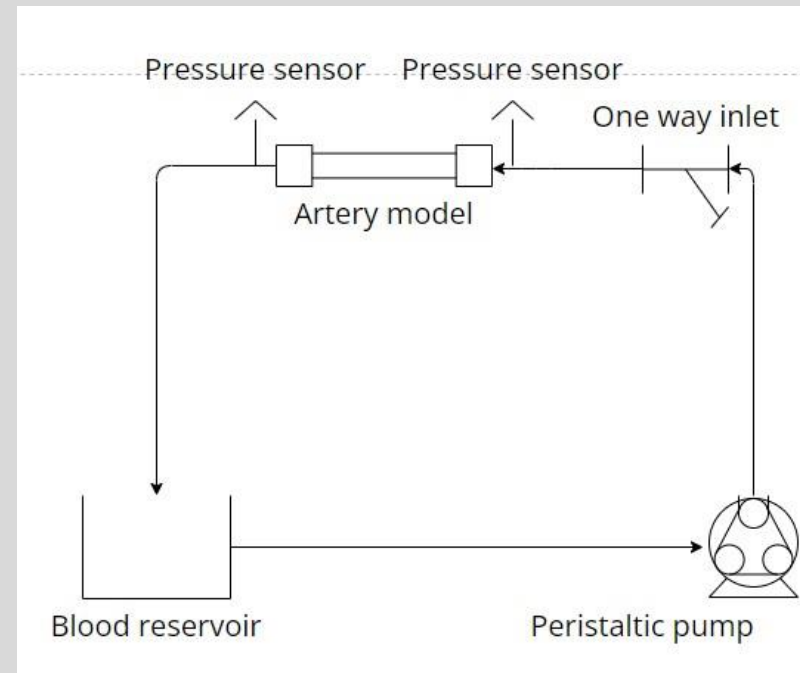 Pressure sensor
Pressure sensor
One way inlet
Artery model
Blood reservoir
Peristaltic pump